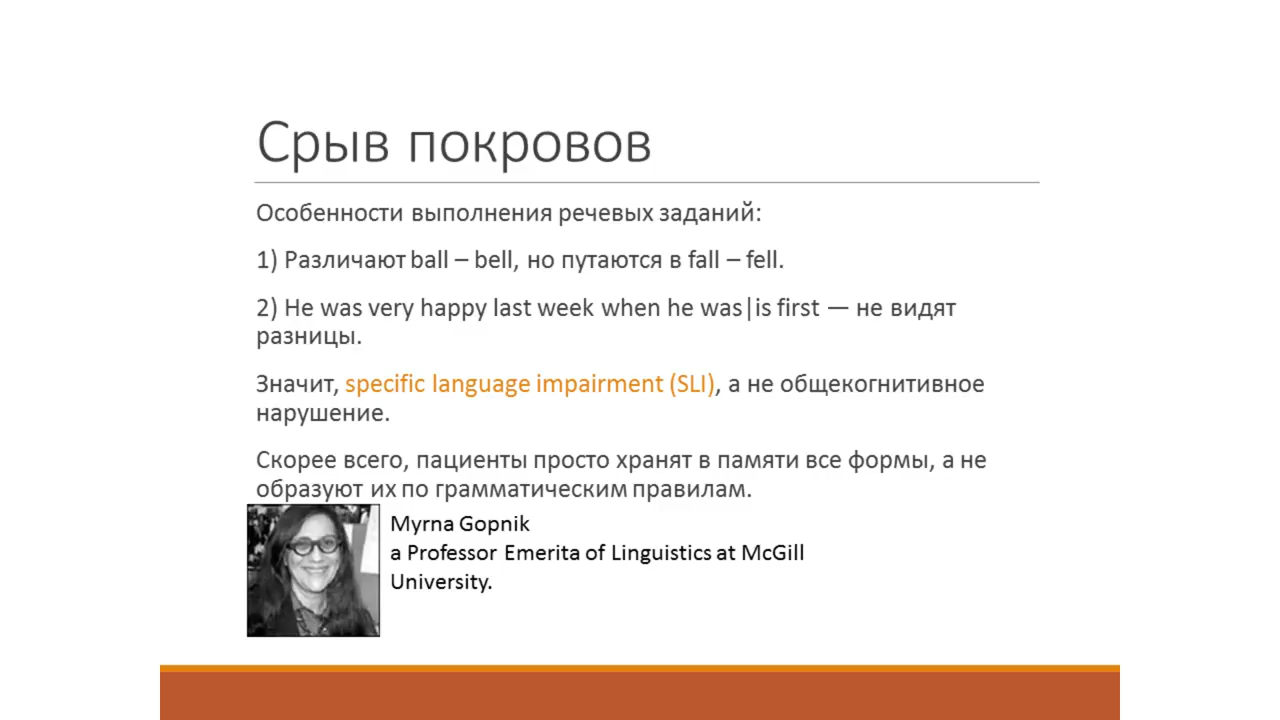 Срыв покровов
Особенности выполнения речевых заданий:
1) Различают ball – bell, но путаются в fall – fell.
2) He was very happy last week when he was|is first — не видят
разницы.
Значит, specific language impairment (SLI), а не общекогнитивное
нарушение.
Скорее всего, пациенты просто хранят в памяти все формы, а не
образуют их по грамматическим правилам.
Myrna Gopnik
a Professor Emerita of Linguistics at McGill
University.